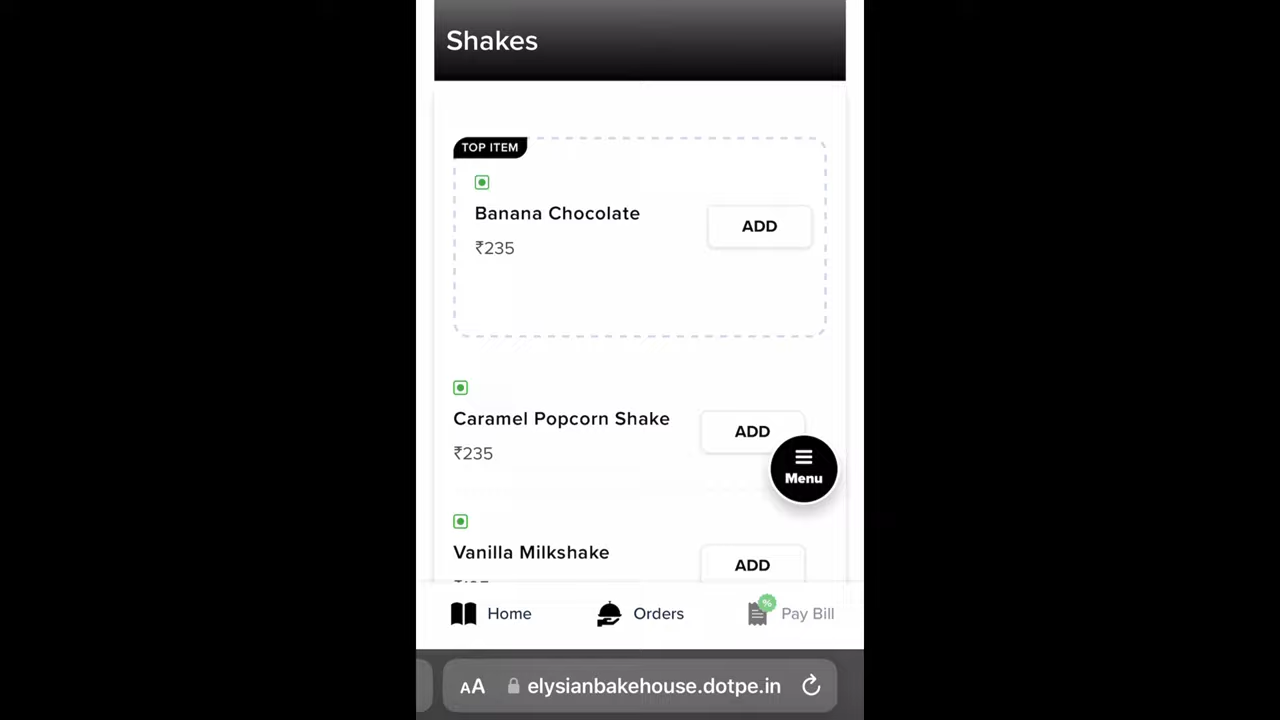 Shakes
TOP ITEM
Banana Chocolate
ADD
₹235
Caramel Popcorn Shake
ADD
₹235
Menu
Vanilla Milkshake
ADD
Home
Orders
%
Pay Bill
AA
elysianbakehouse.dotpe.in